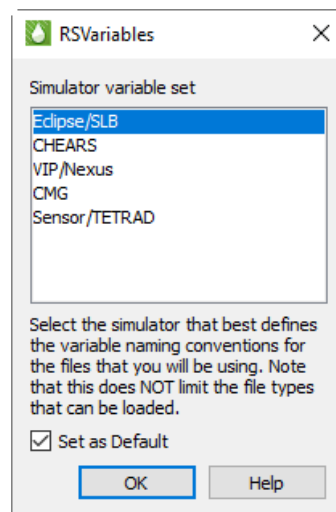 RSVariables
Simulator variable set
Eclipse/SLB
CHEARS
VIP/Nexus
CMG
Sensor/TETRAD
Select the simulator that best defines
the variable naming conventions for
the files that you will be using. Note
that this does NOT limit the file types
that can be loaded.
Set as Default
OK Help